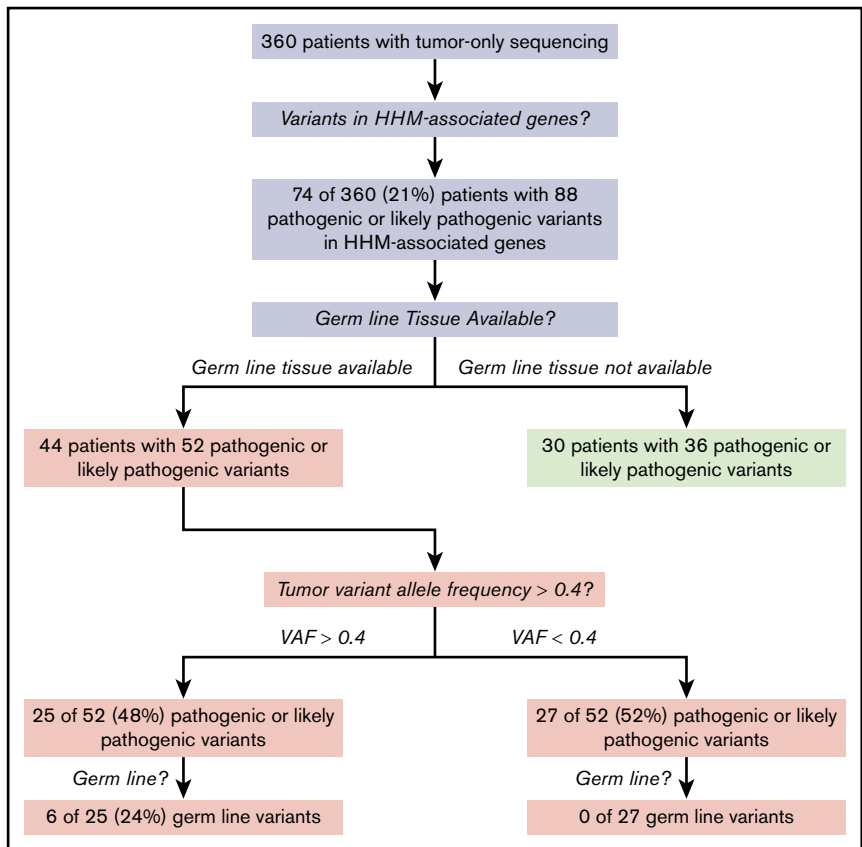 360 patients with tumor-only sequencing
Variants in HHM-associated genes?
74 of 360 (21%) patients with 88
pathogenic or likely pathogenic variants
in HHM-associated genes
Germ line Tissue Available?
Germ line tissue available
Germ line tissue not available
44 patients with 52 pathogenic or
likely pathogenic variants
30 patients with 36 pathogenic or
likely pathogenic variants
Tumor variant allele frequency > 0.4?
VAF > 0.4
VAF < 0.4
25 of 52 (48%) pathogenic or likely
pathogenic variants
27 of 52 (52%) pathogenic or likely
pathogenic variants
Germ line?
Germ line?
6 of 25 (24%) germ line variants
0 of 27 germ line variants